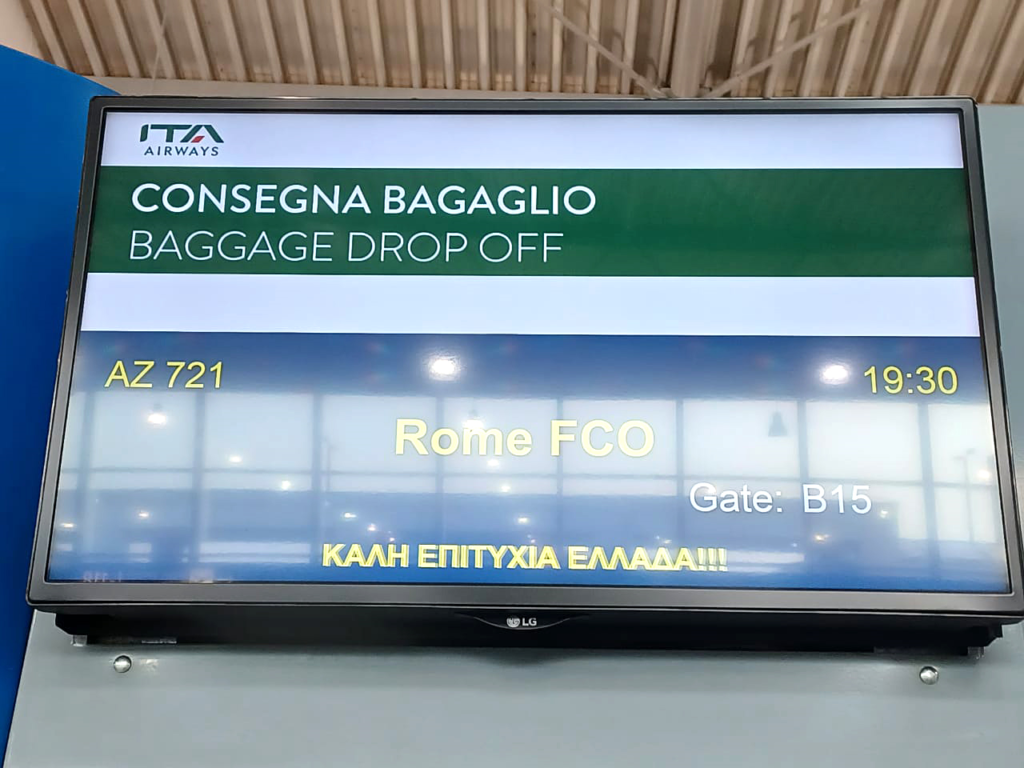 ITA
AIRWAYS
CONSEGNA BAGAGLIO
BAGGAGE DROP OFF
AZ 721
19:30
Rome FCO
Gate: B15
ΚΑΛΗ ΕΠΙΤΥΧΙΑ ΕΛΛΑΔΑ!!!
LG